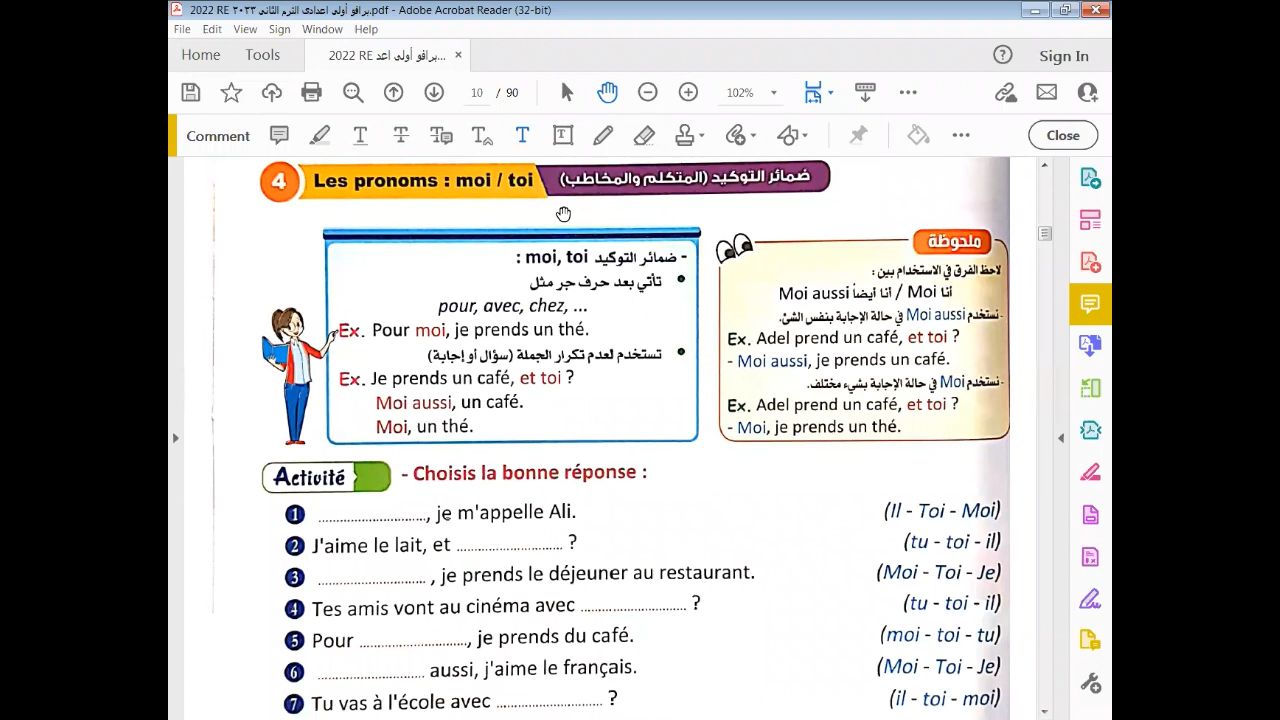 برافو أولى اعدادى الترم الثاني ٢٠٢٣ 2022 RE.pdf - Adobe Acrobat Reader (32-bit)
File Edit View Sign Window Help
Home Tools
برافو أولى اعد 2022 RE... ×
Sign In
10 / 90
102%
Comment
Close
4 Les pronoms : moi / toi ضمائر التوكيد (المتكلم والمخاطب)
- ضمائر التوكيد moi, toi :
• تأتي بعد حرف جر مثل
pour, avec, chez, ...
Ex. Pour moi, je prends un thé.
• تستخدم لعدم تكرار الجملة (سؤال أو إجابة)
Ex. Je prends un café, et toi ?
Moi aussi, un café.
Moi, un thé.
ملحوظة
لاحظ الفرق في الاستخدام بين :
أنا Moi / أنا أيضاً Moi aussi
- نستخدم Moi aussi في حالة الإجابة بنفس الشئ.
Ex. Adel prend un café, et toi ?
- Moi aussi, je prends un café.
- نستخدم Moi في حالة الإجابة بشيء مختلف.
Ex. Adel prend un café, et toi ?
- Moi, je prends un thé.
Activité - Choisis la bonne réponse :
1 ............................, je m'appelle Ali. (Il - Toi - Moi)
2 J'aime le lait, et ............................ ? (tu - toi - il)
3 ............................ , je prends le déjeuner au restaurant. (Moi - Toi - Je)
4 Tes amis vont au cinéma avec ............................ ? (tu - toi - il)
5 Pour ............................, je prends du café. (moi - toi - tu)
6 ............................ aussi, j'aime le français. (Moi - Toi - Je)
7 Tu vas à l'école avec ............................ ? (il - toi - moi)